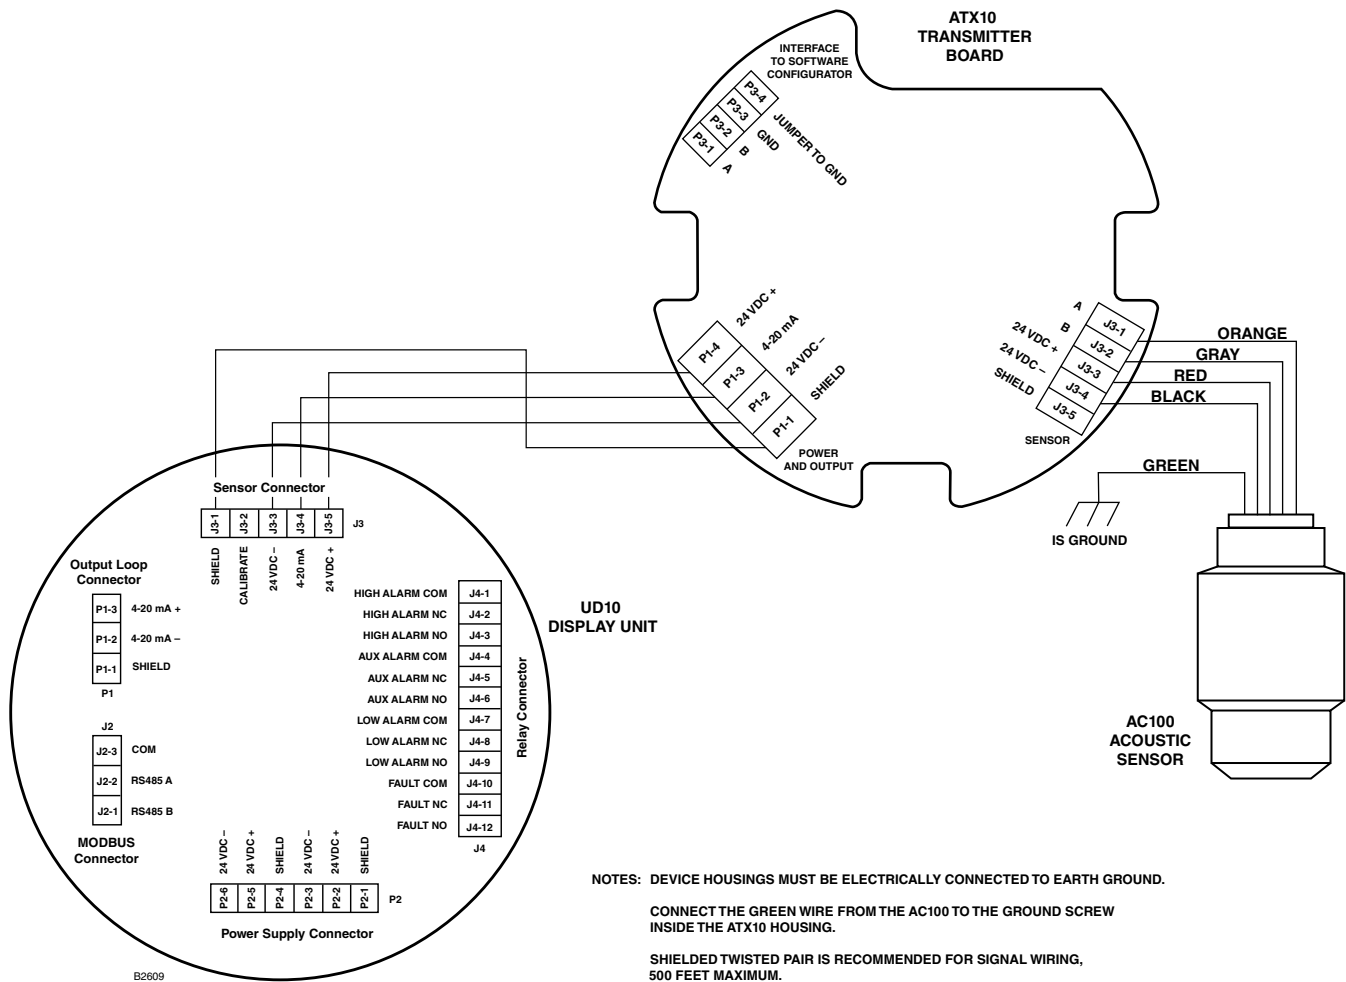 ATX10
TRANSMITTER
BOARD
INTERFACE
TO SOFTWARE
CONFIGURATOR
P3-4
P3-3
P3-2
P3-1
JUMPER TO GND
GND
B
A
24 VDC +
4-20 mA
24 VDC –
SHIELD
P1-4
P1-3
P1-2
P1-1
POWER
AND OUTPUT
A
B
24 VDC +
24 VDC –
SHIELD
J3-1
J3-2
J3-3
J3-4
J3-5
SENSOR
ORANGE
GRAY
RED
BLACK
GREEN
IS GROUND
AC100
ACOUSTIC
SENSOR
Sensor Connector
J3-1
J3-2
J3-3
J3-4
J3-5
J3
SHIELD
CALIBRATE
24 VDC –
4-20 mA
24 VDC +
Output Loop
Connector
P1-3 4-20 mA +
P1-2 4-20 mA –
P1-1 SHIELD
P1
J2
J2-3 COM
J2-2 RS485 A
J2-1 RS485 B
MODBUS
Connector
HIGH ALARM COM J4-1
HIGH ALARM NC J4-2
HIGH ALARM NO J4-3
AUX ALARM COM J4-4
AUX ALARM NC J4-5
AUX ALARM NO J4-6
LOW ALARM COM J4-7
LOW ALARM NC J4-8
LOW ALARM NO J4-9
FAULT COM J4-10
FAULT NC J4-11
FAULT NO J4-12
J4
Relay Connector
UD10
DISPLAY UNIT
24 VDC –
24 VDC +
SHIELD
24 VDC –
24 VDC +
SHIELD
P2-6
P2-5
P2-4
P2-3
P2-2
P2-1
P2
Power Supply Connector
B2609
NOTES: DEVICE HOUSINGS MUST BE ELECTRICALLY CONNECTED TO EARTH GROUND.
CONNECT THE GREEN WIRE FROM THE AC100 TO THE GROUND SCREW
INSIDE THE ATX10 HOUSING.
SHIELDED TWISTED PAIR IS RECOMMENDED FOR SIGNAL WIRING,
500 FEET MAXIMUM.